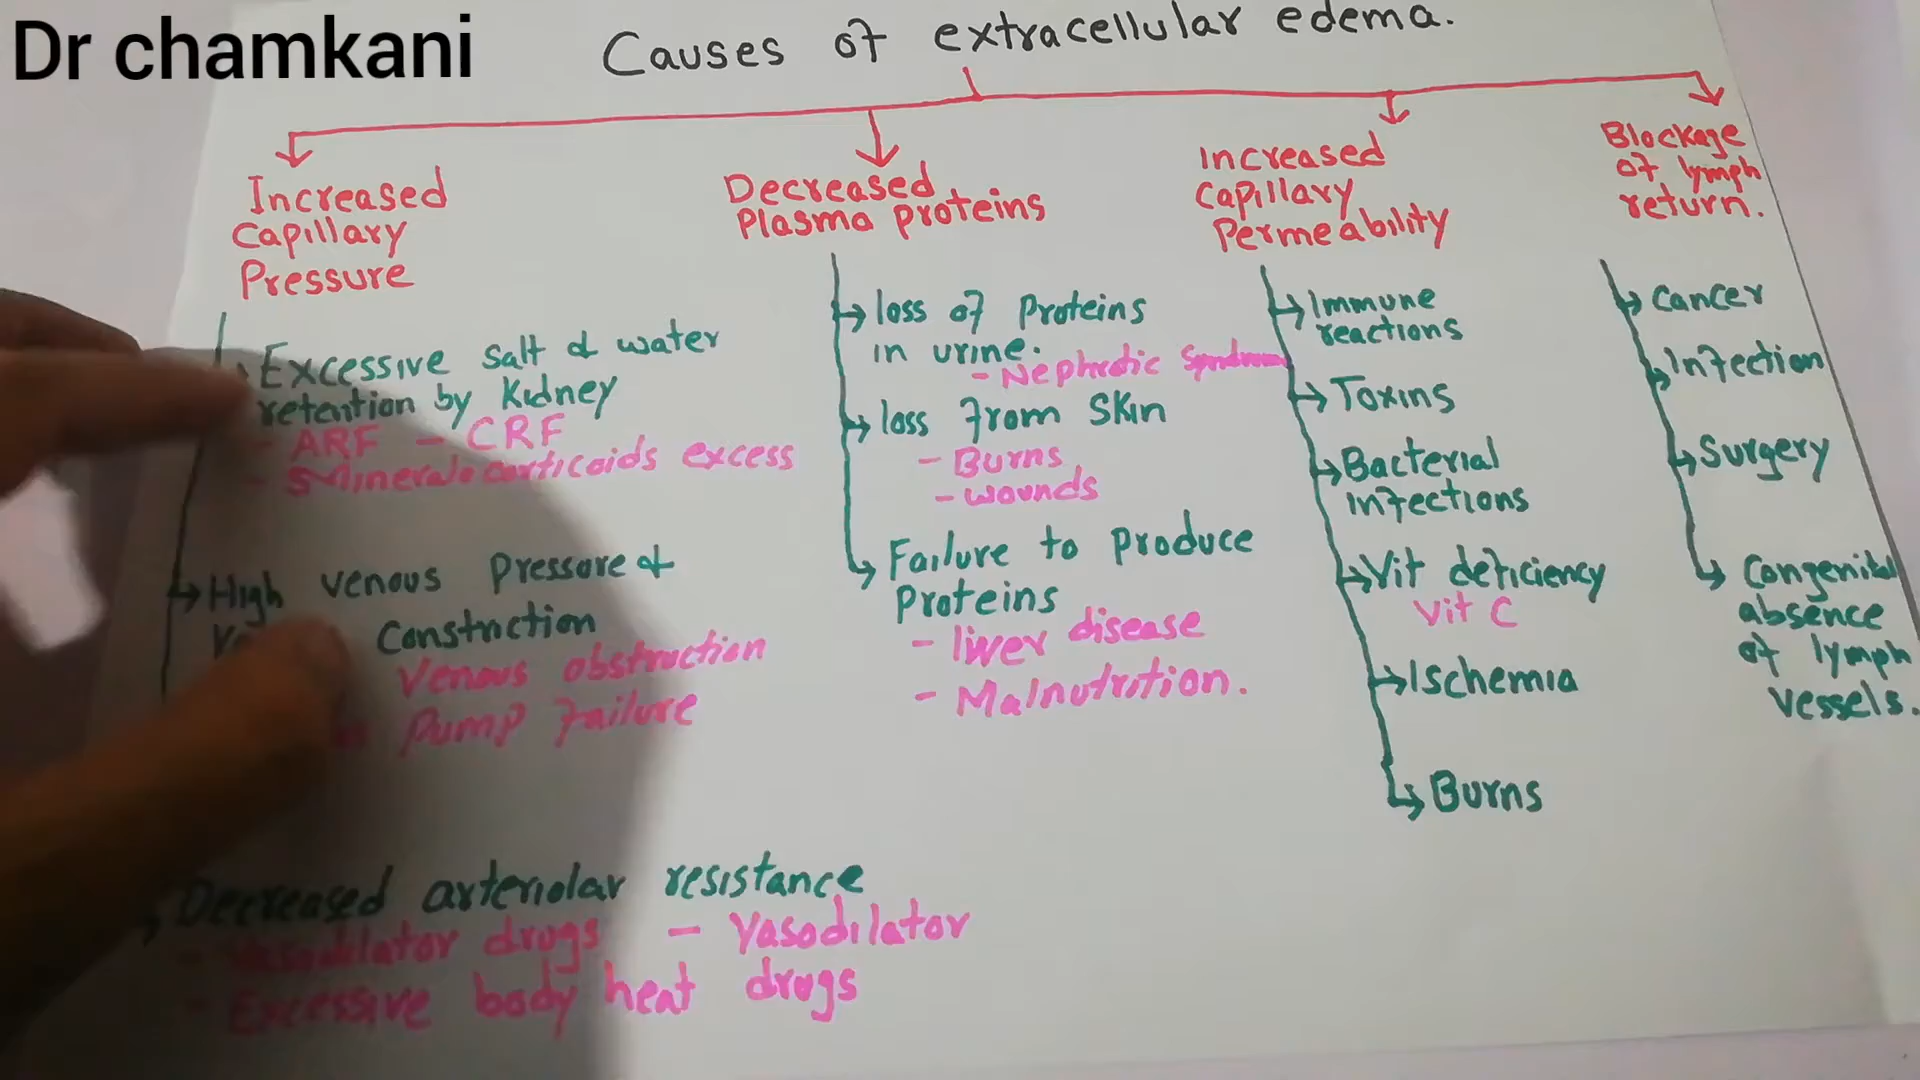 Dr chamkani
Causes of extracellular edema.
Increased
Capillary
Pressure
Excessive salt & water
retention by Kidney
- ARF - CRF
- Mineralocorticoids excess
High venous pressure &
Constriction
Venous obstruction
Pump failure
Decreased arteriolar resistance
- Vasodilator drugs - Vasodilator
- Excessive body heat drugs
Decreased
Plasma proteins
loss of proteins
in urine.
- Nephrotic Syndrome
loss from Skin
- Burns
- wounds
Failure to produce
Proteins
- liver disease
- Malnutrition.
Increased
Capillary
Permeability
Immune
reactions
Toxins
Bacterial
infections
Vit deficiency
Vit C
Ischemia
Burns
Blockage
of lymph
return.
Cancer
Infection
Surgery
Congenital
absence
of lymph
vessels.